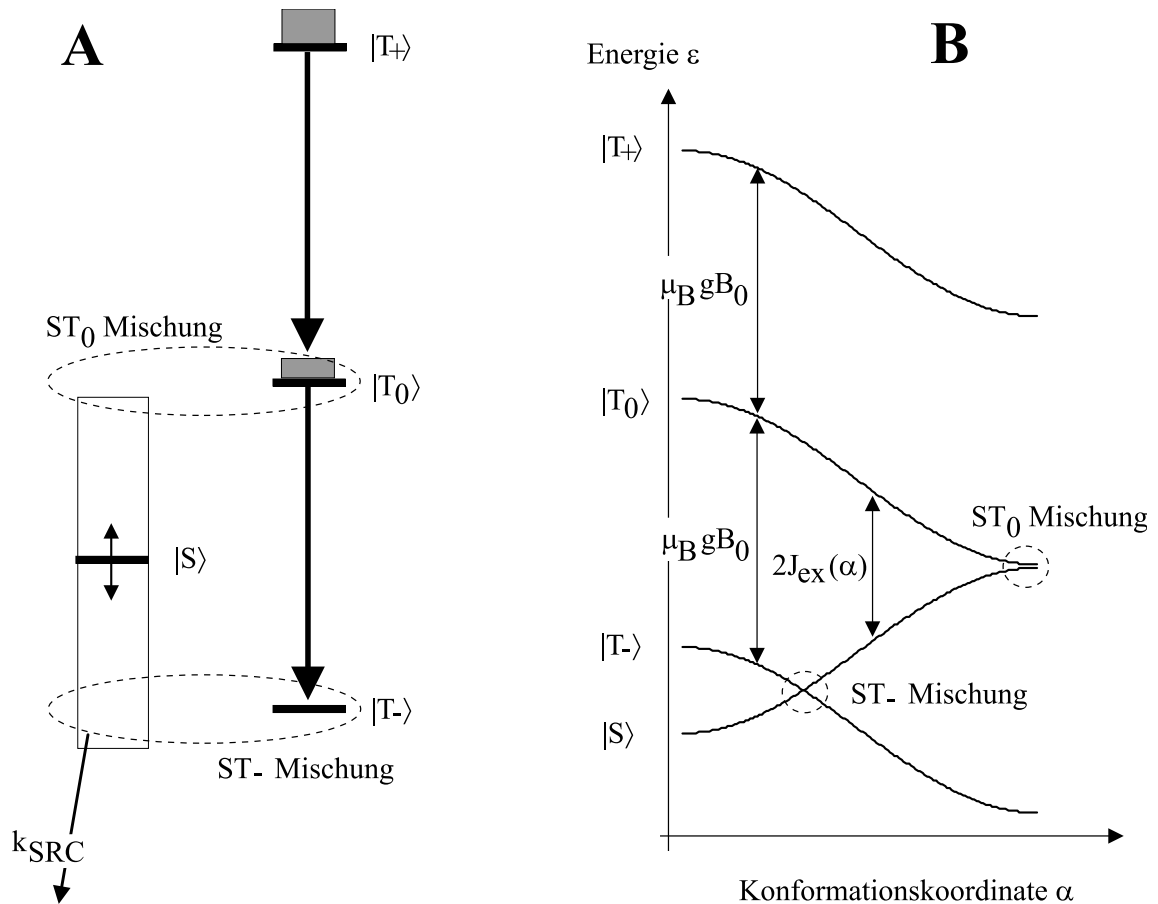 A
|T+⟩
ST0 Mischung
|T0⟩
|S⟩
|T-⟩
ST- Mischung
kSRC
B
Energie ε
|T+⟩
μB gB0
|T0⟩
ST0 Mischung
μB gB0
2Jex(α)
|T-⟩
ST- Mischung
|S⟩
Konformationskoordinate α